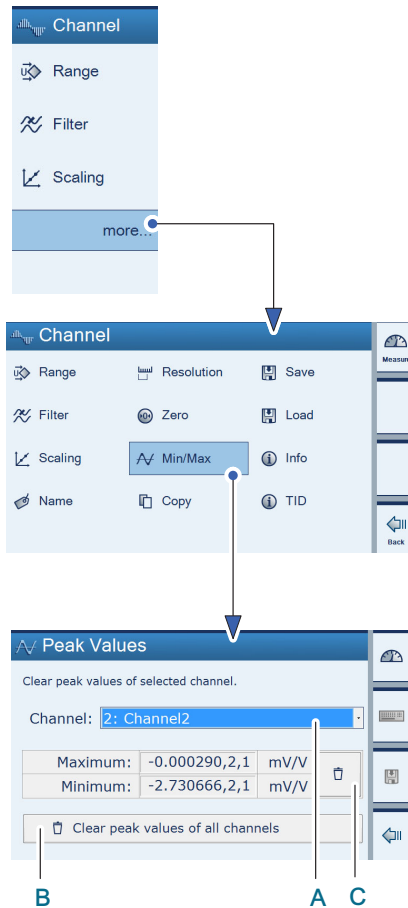 Channel
Range
Filter
Scaling
more...
Channel
Range Resolution Save
Filter Zero Load
Scaling Min/Max Info
Name Copy TID
Measur
Back
Peak Values
Clear peak values of selected channel.
Channel: 2: Channel2
Maximum: -0.000290,2,1 mV/V
Minimum: -2.730666,2,1 mV/V
Clear peak values of all channels
B A C